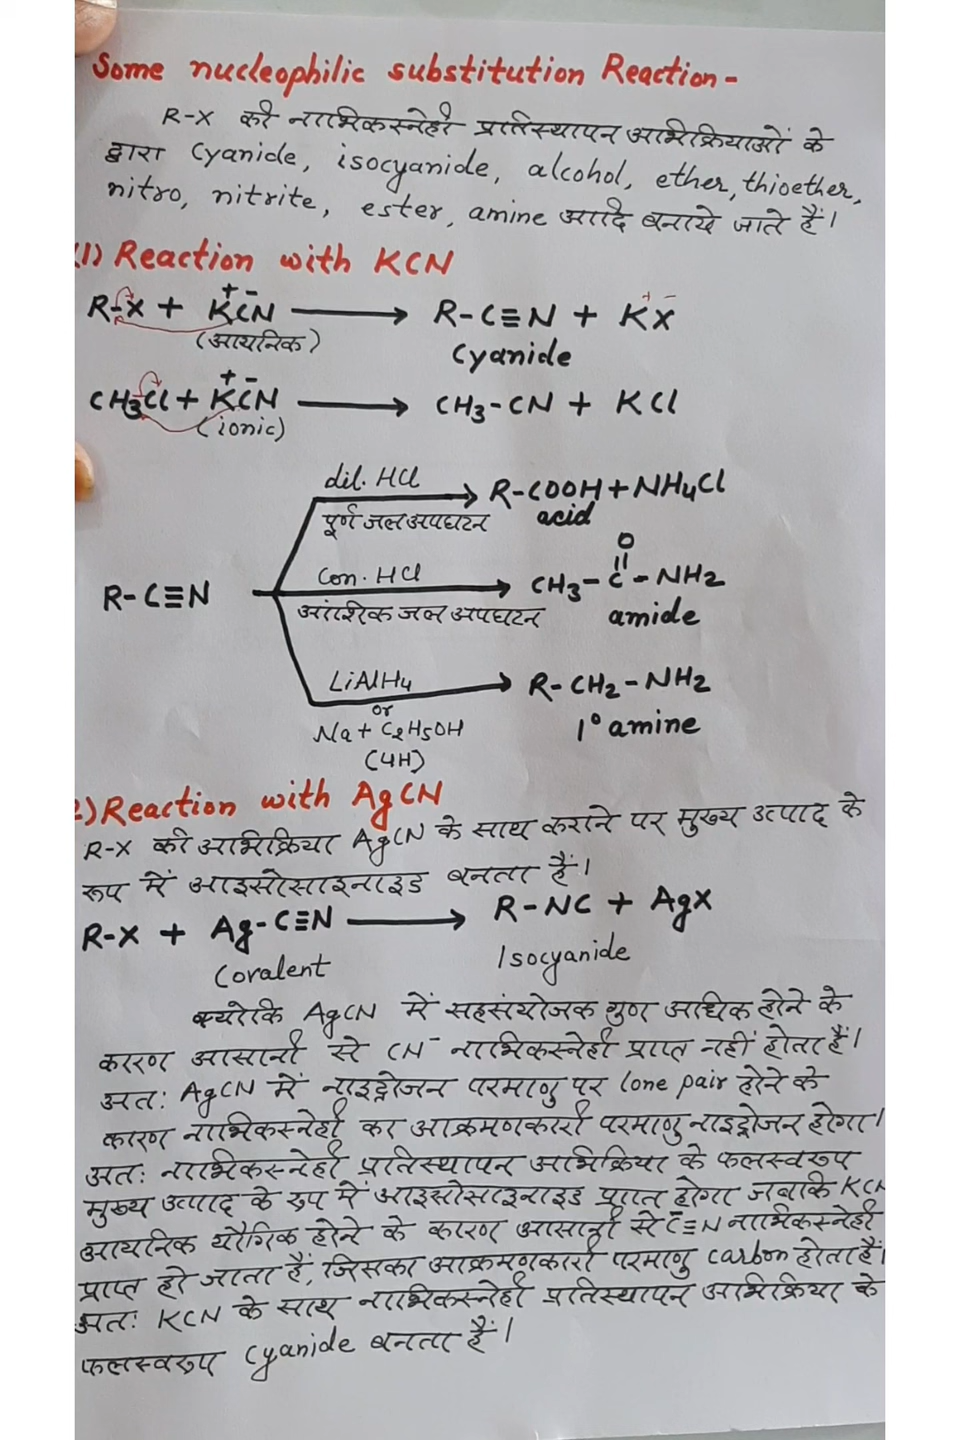 Some nucleophilic substitution Reaction-
R-X की नाभिकस्नेही प्रतिस्थापन अभिक्रियाओं के
द्वारा Cyanide, isocyanide, alcohol, ether, thioether,
nitro, nitrite, ester, amine आदि बनाये जाते हैं।
(1) Reaction with KCN
R-X + K⁺CN⁻ ⟶ R-C≡N + K⁺X⁻
(आयनिक) Cyanide
CH₃Cl + K⁺CN⁻ ⟶ CH₃-CN + KCl
(ionic)
dil. HCl → R-COOH + NH₄Cl
पूर्ण जल अपघटन acid
O
R-C≡N Con. HCl → CH₃-C-NH₂
आंशिक जल अपघटन amide
LiAlH₄ → R-CH₂-NH₂
or
Na + C₂H₅OH 1° amine
(4H)
2) Reaction with AgCN
R-X की अभिक्रिया AgCN के साथ कराने पर मुख्य उत्पाद के
रूप में आइसोसाइनाइड बनता हैं।
R-X + Ag-C≡N ⟶ R-NC + AgX
Coralent Isocyanide
क्योकि AgCN में सहसंयोजक गुण अधिक होने के
कारण आसानी से CN⁻ नाभिकस्नेही प्राप्त नहीं होता हैं।
अतः AgCN में नाइट्रोजन परमाणु पर lone pair होने के
कारण नाभिकस्नेही का आक्रमणकारी परमाणु नाइट्रोजन होगा।
अतः नाभिकस्नेही प्रतिस्थापन अभिक्रिया के फलस्वरूप
मुख्य उत्पाद के रूप में आइसोसाइनाइड प्राप्त होगा जबकि KCN
आयनिक यौगिक होने के कारण आसानी से C̄≡N नाभिकस्नेही
प्राप्त हो जाता हैं, जिसका आक्रमणकारी परमाणु carbon होता हैं।
अतः KCN के साथ नाभिकस्नेही प्रतिस्थापन अभिक्रिया के
फलस्वरूप Cyanide बनता हैं।